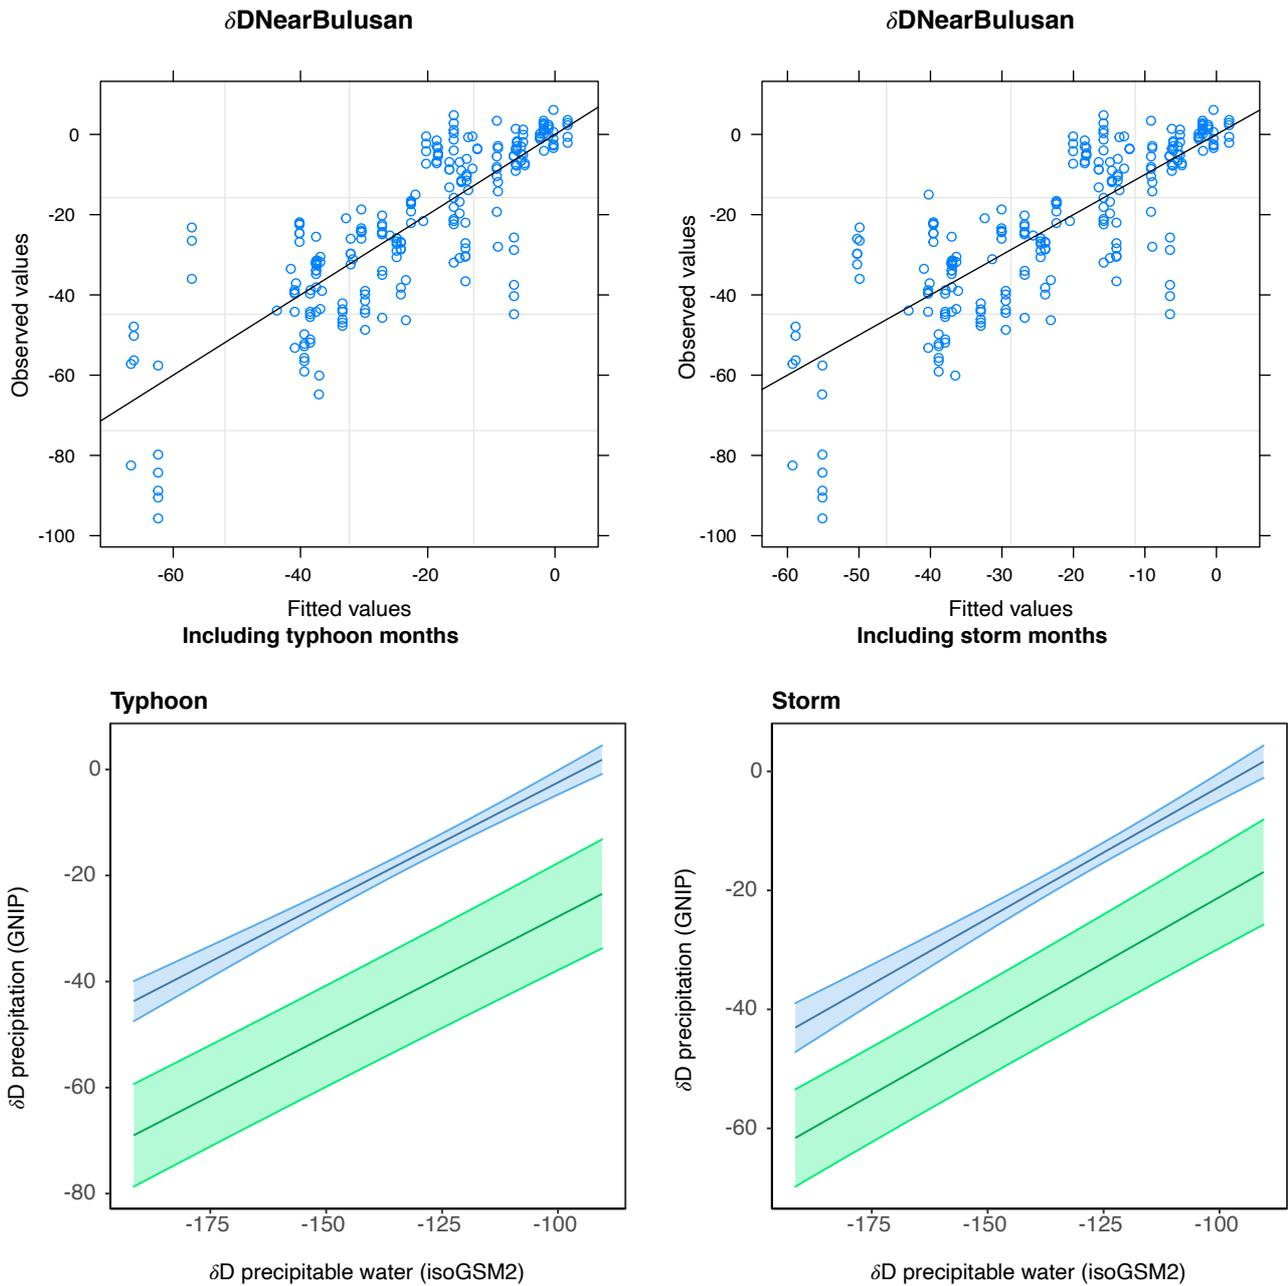 δDNearBulusan
0
-20
-40
-60
-80
-100
Observed values
-60 -40 -20 0
Fitted values
Including typhoon months
δDNearBulusan
0
-20
-40
-60
-80
-100
Observed values
-60 -50 -40 -30 -20 -10 0
Fitted values
Including storm months
Typhoon
0
-20
-40
-60
-80
δD precipitation (GNIP)
-175 -150 -125 -100
δD precipitable water (isoGSM2)
Storm
0
-20
-40
-60
δD precipitation (GNIP)
-175 -150 -125 -100
δD precipitable water (isoGSM2)